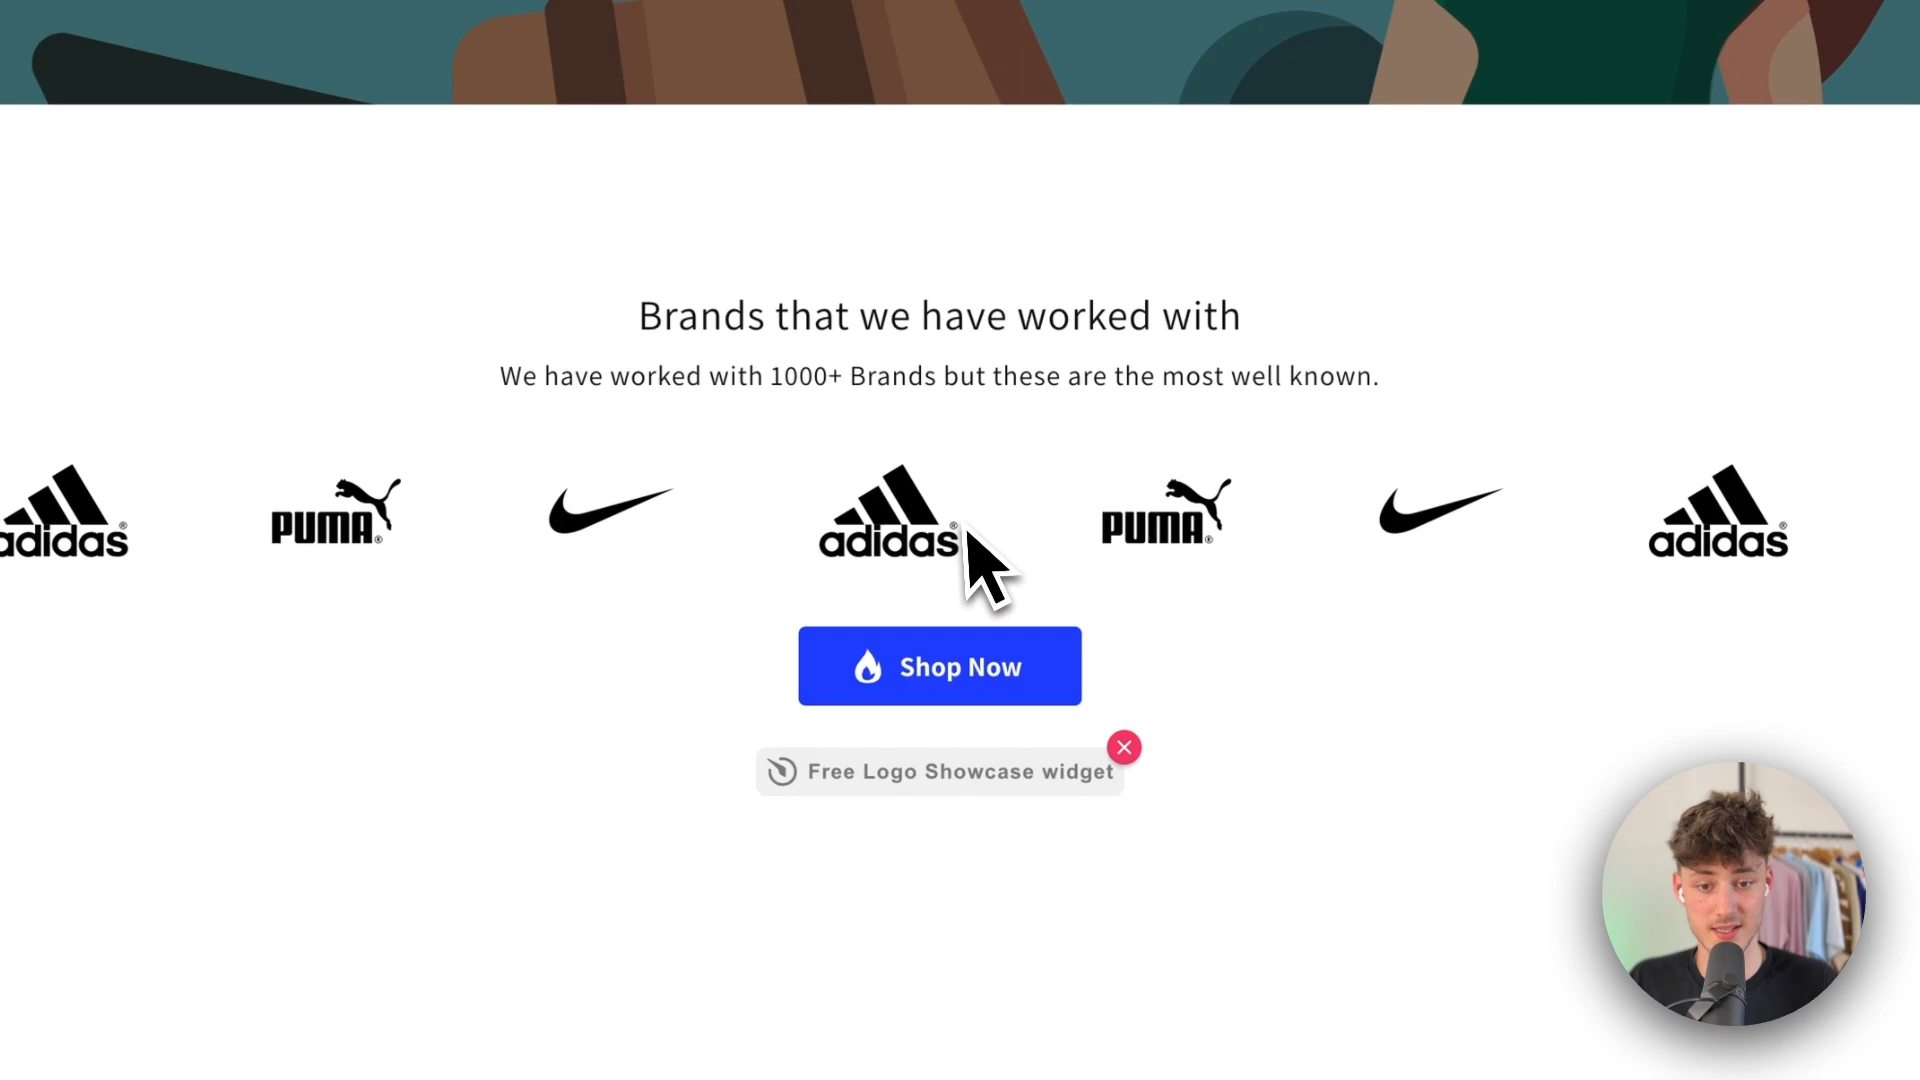 Brands that we have worked with
We have worked with 1000+ Brands but these are the most well known.
adidas® PUMA® adidas® PUMA® adidas®
Shop Now
Free Logo Showcase widget